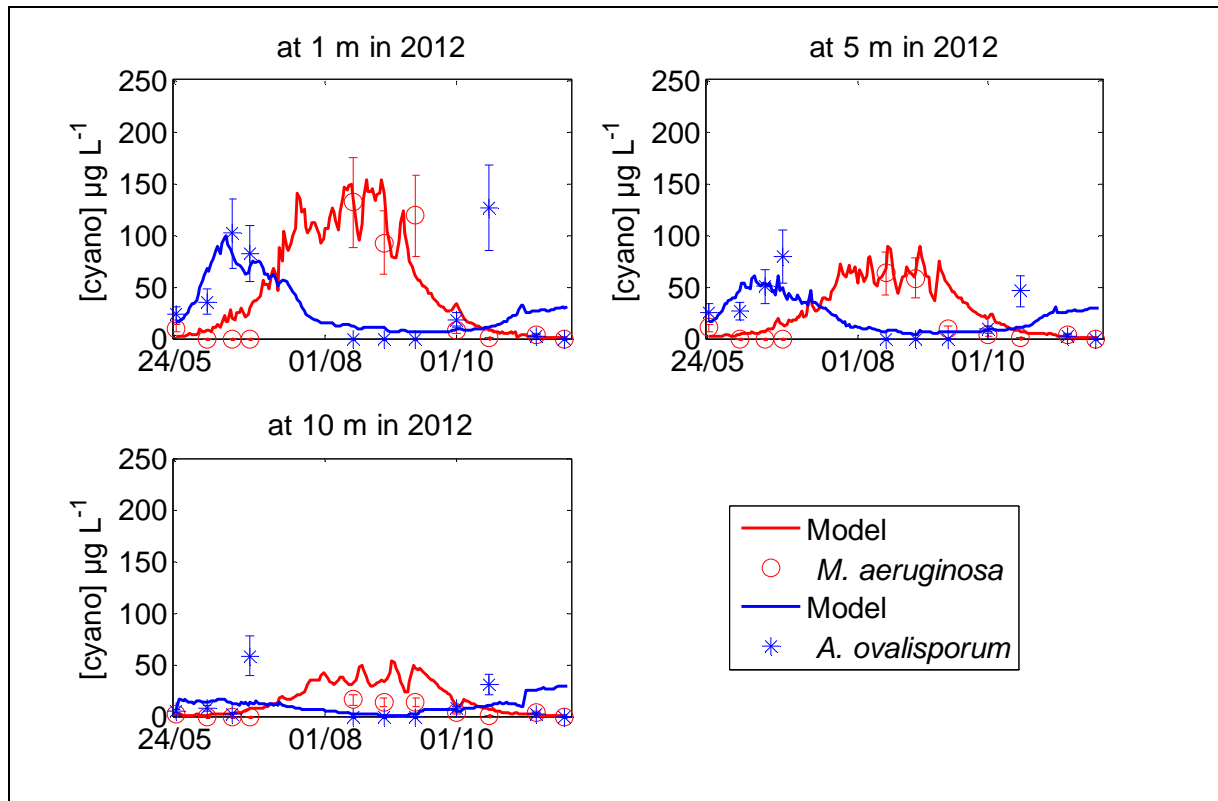 at 1 m in 2012
[cyano] µg L⁻¹
250
200
150
100
50
0
24/05 01/08 01/10
at 5 m in 2012
[cyano] µg L⁻¹
250
200
150
100
50
0
24/05 01/08 01/10
at 10 m in 2012
[cyano] µg L⁻¹
250
200
150
100
50
0
24/05 01/08 01/10
Model
M. aeruginosa
Model
A. ovalisporum